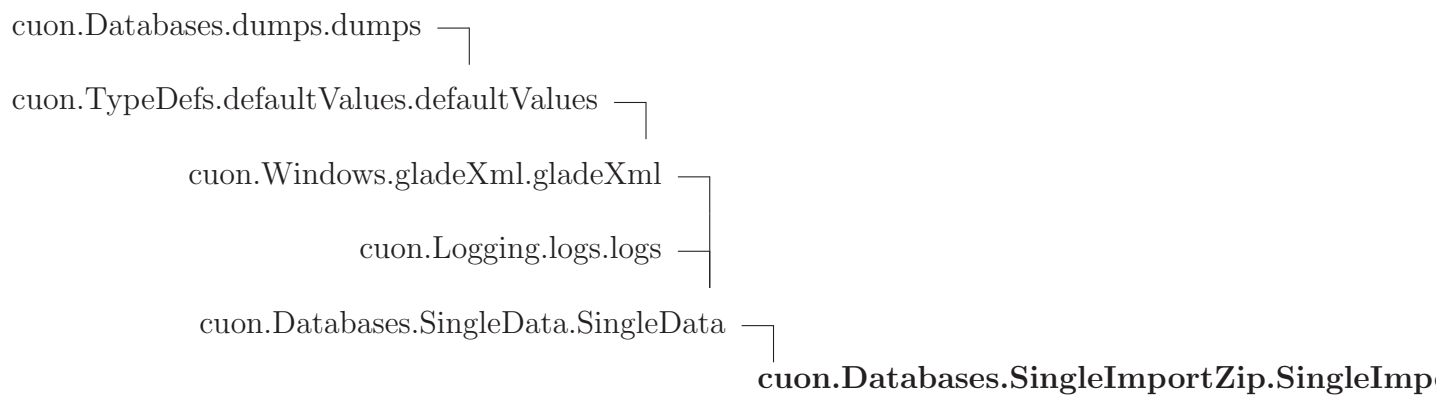 cuon.Databases.dumps.dumps
cuon.TypeDefs.defaultValues.defaultValues
cuon.Windows.gladeXml.gladeXml
cuon.Logging.logs.logs
cuon.Databases.SingleData.SingleData
cuon.Databases.SingleImportZip.SingleImp